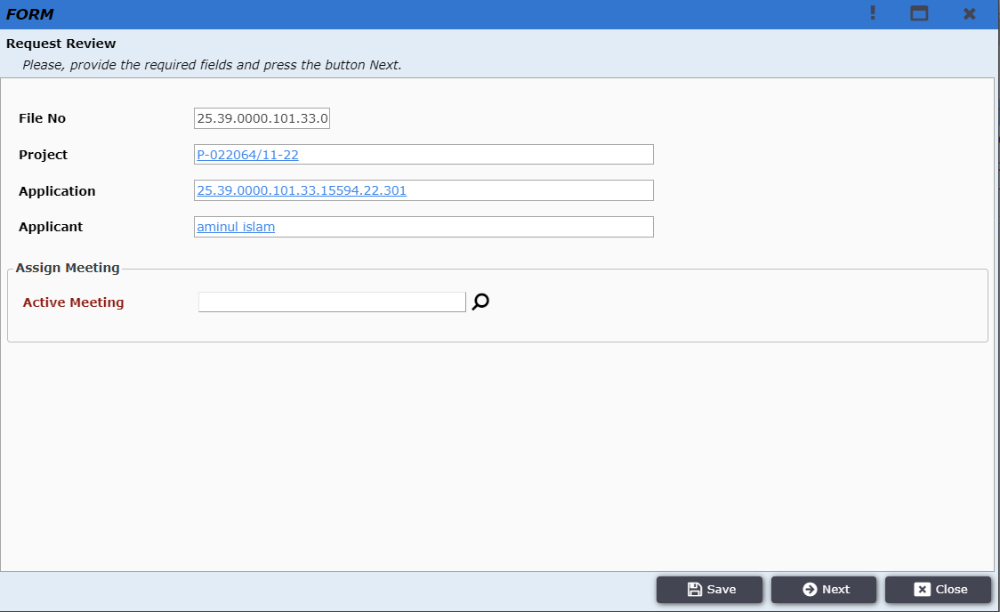 FORM
Request Review
Please, provide the required fields and press the button Next.
File No 25.39.0000.101.33.0
Project P-022064/11-22
Application 25.39.0000.101.33.15594.22.301
Applicant aminul islam
Assign Meeting
Active Meeting
Save Next Close